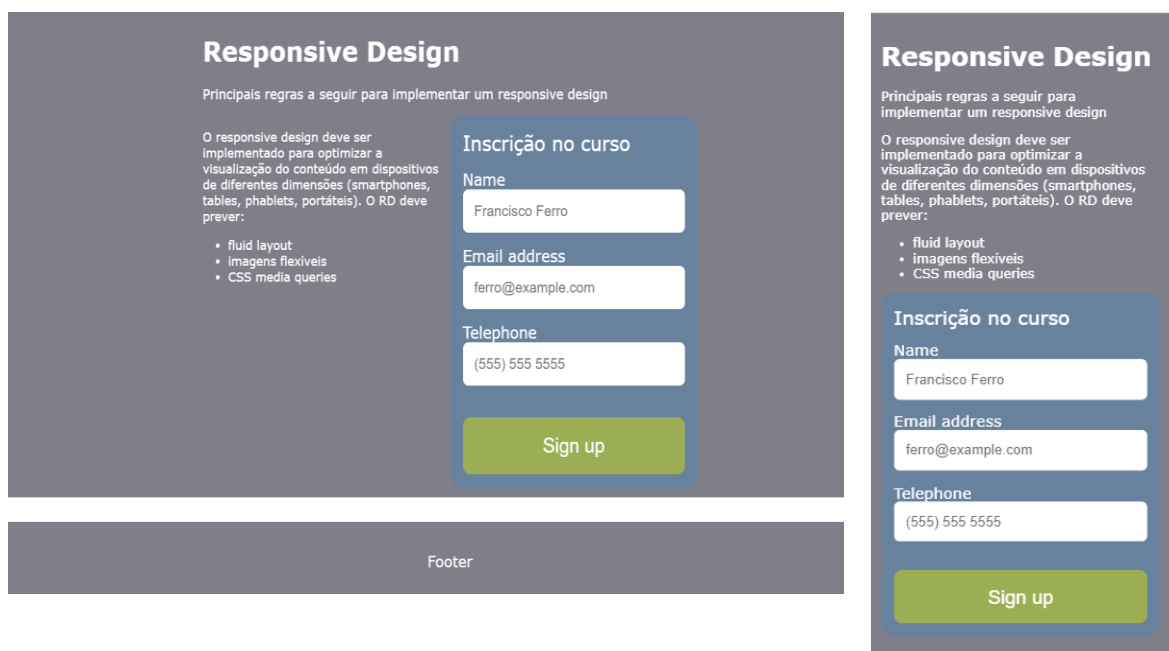 Responsive Design
Principais regras a seguir para implementar um responsive design
O responsive design deve ser
implementado para optimizar a
visualização do conteúdo em dispositivos
de diferentes dimensões (smartphones,
tables, phablets, portáteis). O RD deve
prever:
• fluid layout
• imagens flexíveis
• CSS media queries
Inscrição no curso
Name
Francisco Ferro
Email address
ferro@example.com
Telephone
(555) 555 5555
Sign up
Footer
Responsive Design
Principais regras a seguir para
implementar um responsive design
O responsive design deve ser
implementado para optimizar a
visualização do conteúdo em dispositivos
de diferentes dimensões (smartphones,
tables, phablets, portáteis). O RD deve
prever:
• fluid layout
• imagens flexíveis
• CSS media queries
Inscrição no curso
Name
Francisco Ferro
Email address
ferro@example.com
Telephone
(555) 555 5555
Sign up